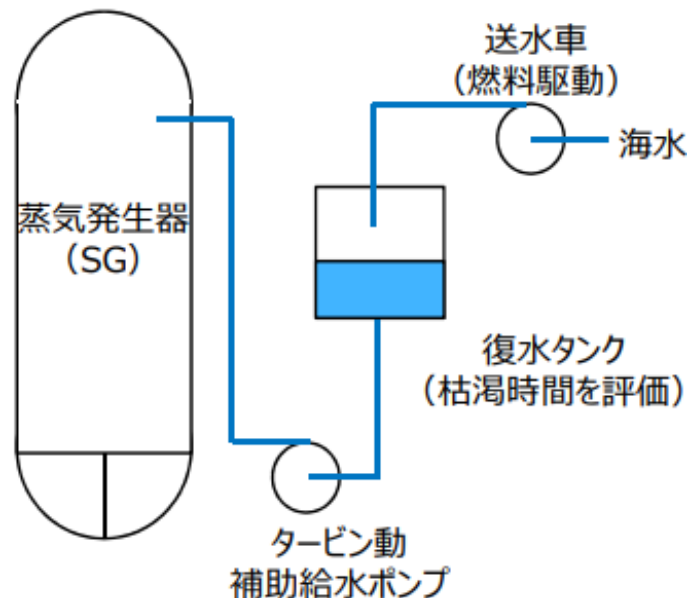 送水車
（燃料駆動）
海水
蒸気発生器
（SG）
復水タンク
（枯渇時間を評価）
タービン動
補助給水ポンプ